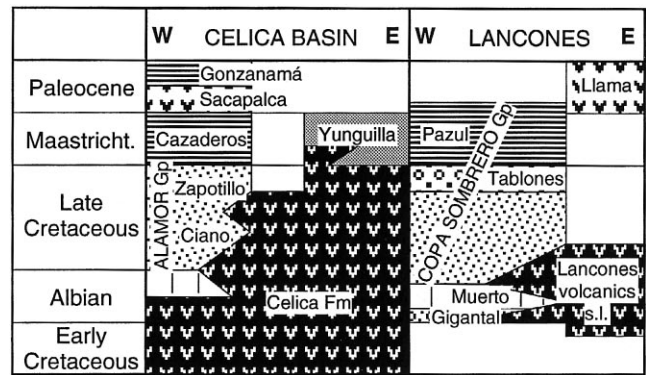 W CELICA BASIN E W LANCONES E
Paleocene
Gonzanamá
Sacapalca
Llama
Maastricht.
Cazaderos
Yunguilla
Pazul
Late
Cretaceous
ALAMOR Gp
Zapotillo
Ciano
COPA SOMBRERO Gp
Tablones
Albian
Celica Fm
Muerto
Gigantal
Lancones
volcanics
s.l.
Early
Cretaceous